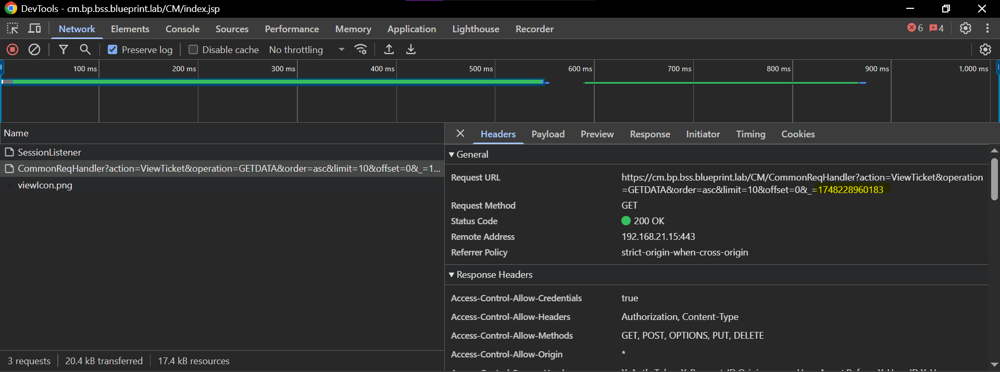 DevTools - cm.bp.bss.blueprint.lab/CM/index.jsp
Network Elements Console Sources Performance Memory Application Lighthouse Recorder 6 4
Preserve log Disable cache No throttling
100 ms 200 ms 300 ms 400 ms 500 ms 600 ms 700 ms 800 ms 900 ms 1,000 ms
Name
SessionListener
CommonReqHandler?action=ViewTicket&operation=GETDATA&order=asc&limit=10&offset=0&_=1...
viewIcon.png
3 requests 20.4 kB transferred 17.4 kB resources
Headers Payload Preview Response Initiator Timing Cookies
General
Request URL https://cm.bp.bss.blueprint.lab/CM/CommonReqHandler?action=ViewTicket&operation
=GETDATA&order=asc&limit=10&offset=0&_=1748228960183
Request Method GET
Status Code 200 OK
Remote Address 192.168.21.15:443
Referrer Policy strict-origin-when-cross-origin
Response Headers
Access-Control-Allow-Credentials true
Access-Control-Allow-Headers Authorization, Content-Type
Access-Control-Allow-Methods GET, POST, OPTIONS, PUT, DELETE
Access-Control-Allow-Origin *